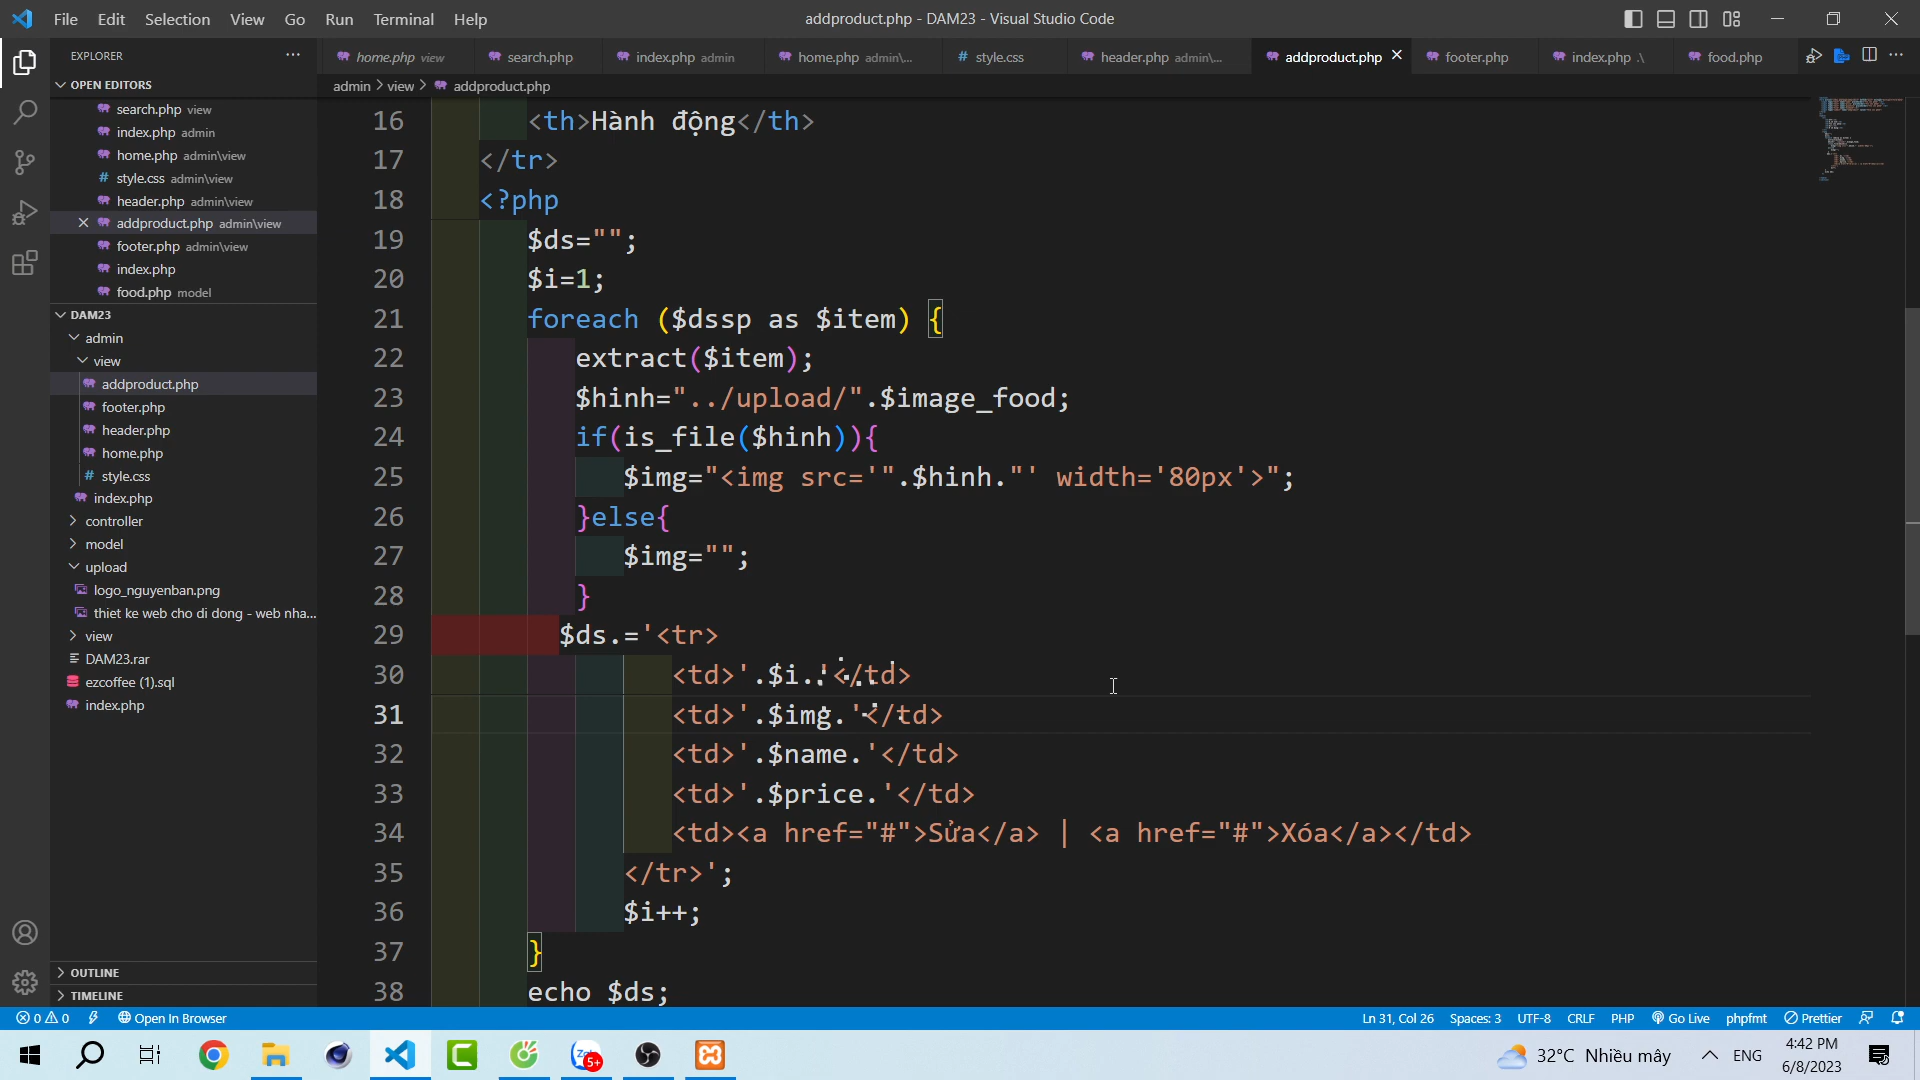 File Edit Selection View Go Run Terminal Help
addproduct.php - DAM23 - Visual Studio Code
EXPLORER
home.php view
search.php
index.php admin
home.php admin\...
style.css
header.php admin\...
addproduct.php
footer.php
index.php .\
food.php
OPEN EDITORS
search.php view
index.php admin
home.php admin\view
style.css admin\view
header.php admin\view
addproduct.php admin\view
footer.php admin\view
index.php
food.php model
DAM23
admin
view
addproduct.php
footer.php
header.php
home.php
style.css
index.php
controller
model
upload
logo_nguyenban.png
thiet ke web cho di dong - web nha...
view
DAM23.rar
ezcoffee (1).sql
index.php
OUTLINE
TIMELINE
admin > view > addproduct.php
16 <th>Hành động</th>
17 </tr>
18 <?php
19 $ds="";
20 $i=1;
21 foreach ($dssp as $item) {
22 extract($item);
23 $hinh="../upload/".$image_food;
24 if(is_file($hinh)){
25 $img="<img src='".$hinh."' width='80px'>";
26 }else{
27 $img="";
28 }
29 $ds.='<tr>
30 <td>'.$i.'</td>
31 <td>'.$img.'</td>
32 <td>'.$name.'</td>
33 <td>'.$price.'</td>
34 <td><a href="#">Sửa</a> | <a href="#">Xóa</a></td>
35 </tr>';
36 $i++;
37 }
38 echo $ds;
0 0 Open In Browser
Ln 31, Col 26 Spaces: 3 UTF-8 CRLF PHP Go Live phpfmt Prettier
5+
32°C Nhiều mây ENG
4:42 PM
6/8/2023